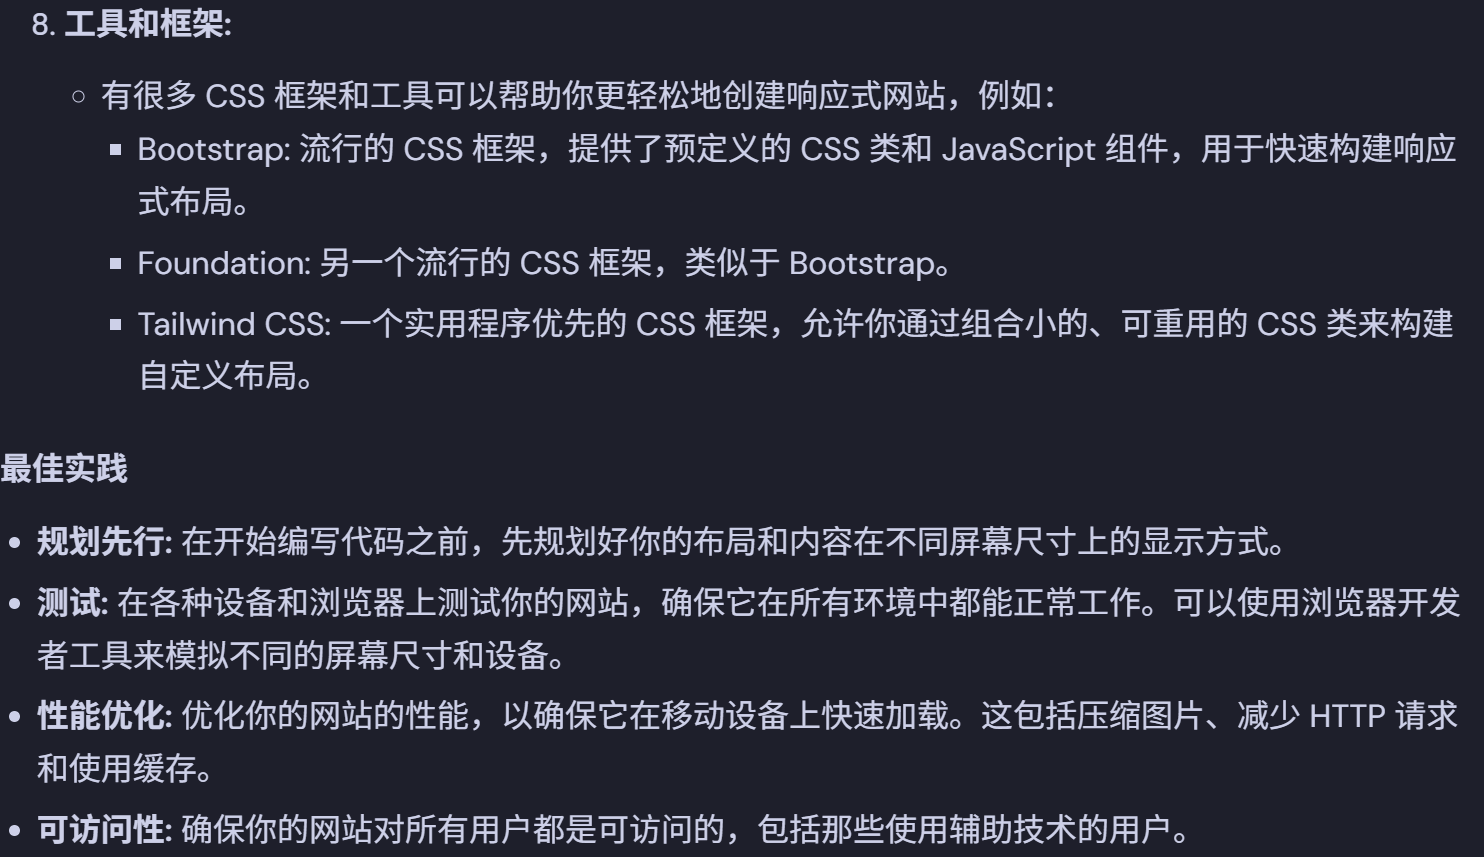 8. 工具和框架:
有很多 CSS 框架和工具可以帮助你更轻松地创建响应式网站，例如：
Bootstrap: 流行的 CSS 框架，提供了预定义的 CSS 类和 JavaScript 组件，用于快速构建响应
式布局。
Foundation: 另一个流行的 CSS 框架，类似于 Bootstrap。
Tailwind CSS: 一个实用程序优先的 CSS 框架，允许你通过组合小的、可重用的 CSS 类来构建
自定义布局。
最佳实践
规划先行: 在开始编写代码之前，先规划好你的布局和内容在不同屏幕尺寸上的显示方式。
测试: 在各种设备和浏览器上测试你的网站，确保它在所有环境中都能正常工作。可以使用浏览器开发
者工具来模拟不同的屏幕尺寸和设备。
性能优化: 优化你的网站的性能，以确保它在移动设备上快速加载。这包括压缩图片、减少 HTTP 请求
和使用缓存。
可访问性: 确保你的网站对所有用户都是可访问的，包括那些使用辅助技术的用户。